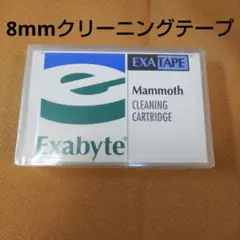 8mmクリーニングテープ
EXATAPE
Mammoth
CLEANING
CARTRIDGE
Exabyte®